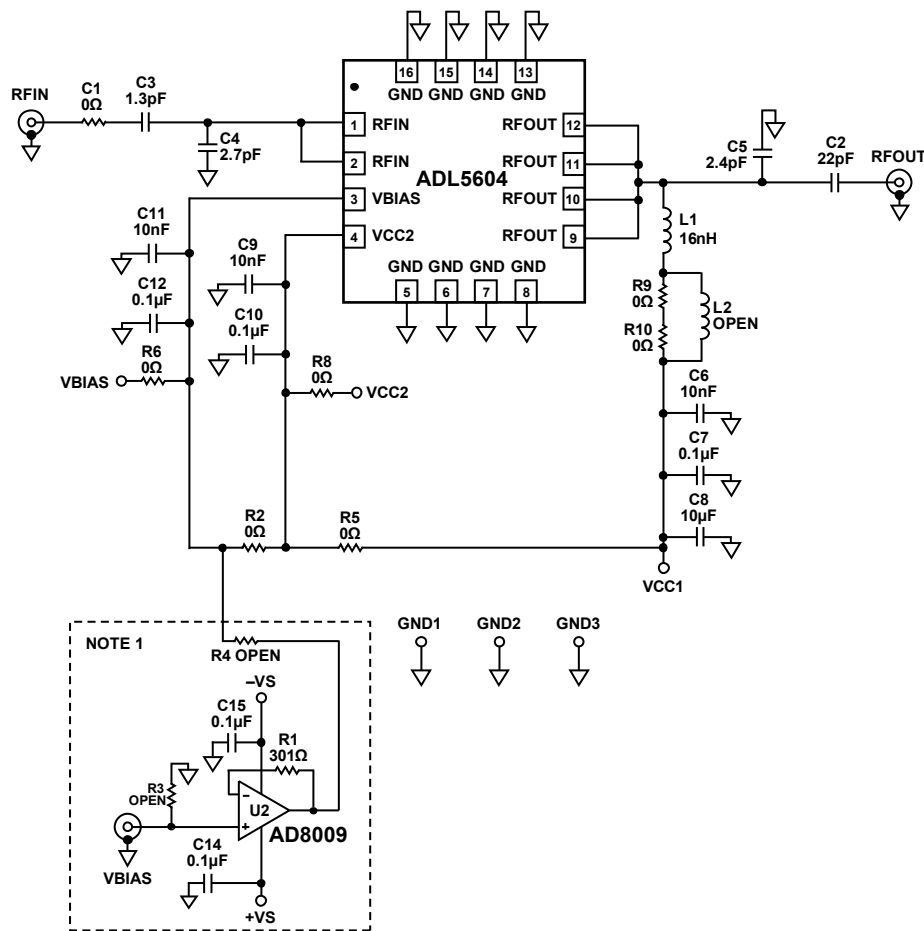 16 15 14 13
GND GND GND GND
RFIN
C1
0Ω
C3
1.3pF
C4
2.7pF
1 RFIN
2 RFIN
3 VBIAS
4 VCC2
ADL5604
RFOUT 12
RFOUT 11
RFOUT 10
RFOUT 9
GND GND GND GND
5 6 7 8
C5
2.4pF
C2
22pF
RFOUT
L1
16nH
R9
0Ω
R10
0Ω
L2
OPEN
C11
10nF
C12
0.1µF
R6
0Ω
VBIAS
C9
10nF
C10
0.1µF
R8
0Ω
VCC2
C6
10nF
C7
0.1µF
C8
10µF
R2
0Ω
R5
0Ω
VCC1
GND1
GND2
GND3
NOTE 1
R4 OPEN
–VS
C15
0.1µF
R1
301Ω
R3
OPEN
–
+
U2
AD8009
VBIAS
C14
0.1µF
+VS